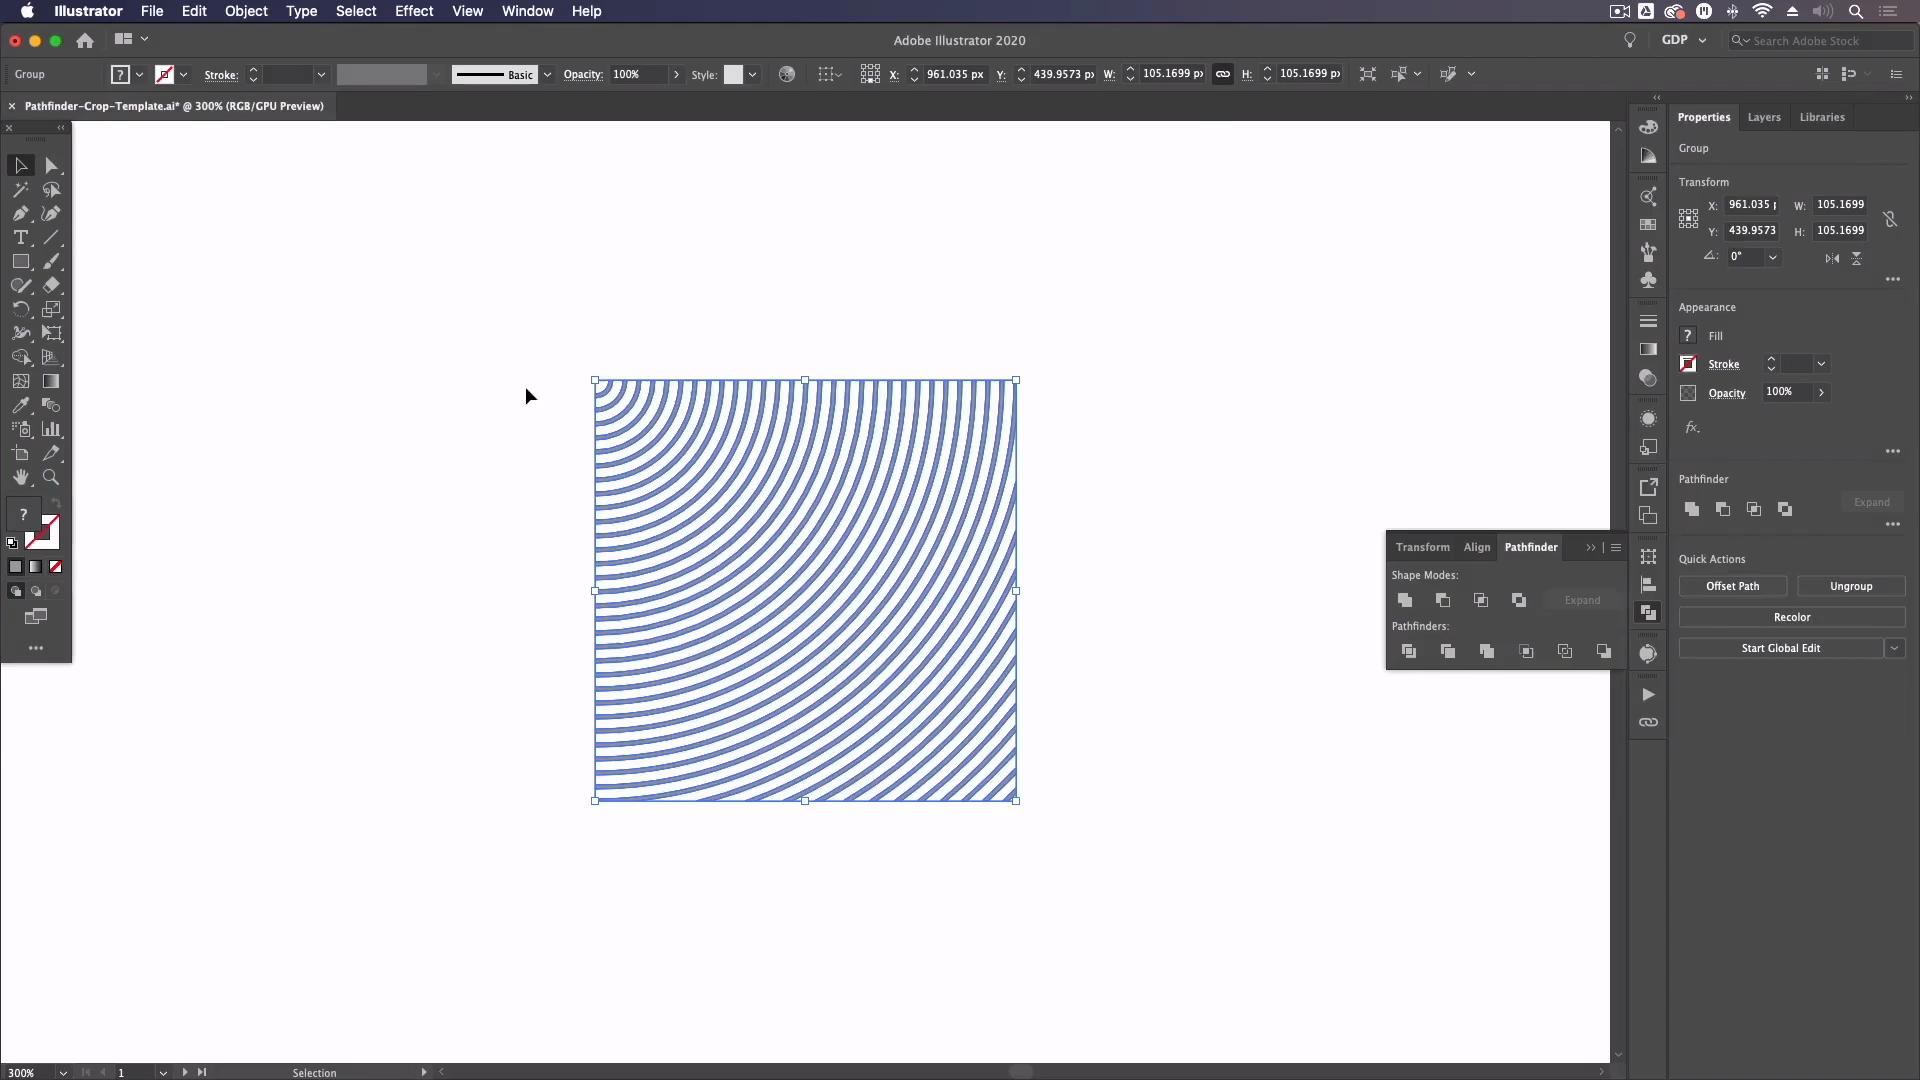 Illustrator File Edit Object Type Select Effect View Window Help
Adobe Illustrator 2020
GDP
Search Adobe Stock
Group
Stroke:
Basic
Opacity: 100%
Style:
X: 961.035 px
Y: 439.9573 px
W: 105.1699 px
H: 105.1699 px
× Pathfinder-Crop-Template.ai* @ 300% (RGB/GPU Preview)
Properties Layers Libraries
Group
Transform
X: 961.035 p W: 105.1699
Y: 439.9573 H: 105.1699
0°
Appearance
? Fill
Stroke
Opacity 100%
fx.
Pathfinder
Expand
Quick Actions
Offset Path Ungroup
Recolor
Start Global Edit
Transform Align Pathfinder
Shape Modes:
Expand
Pathfinders:
?
300% 1 Selection